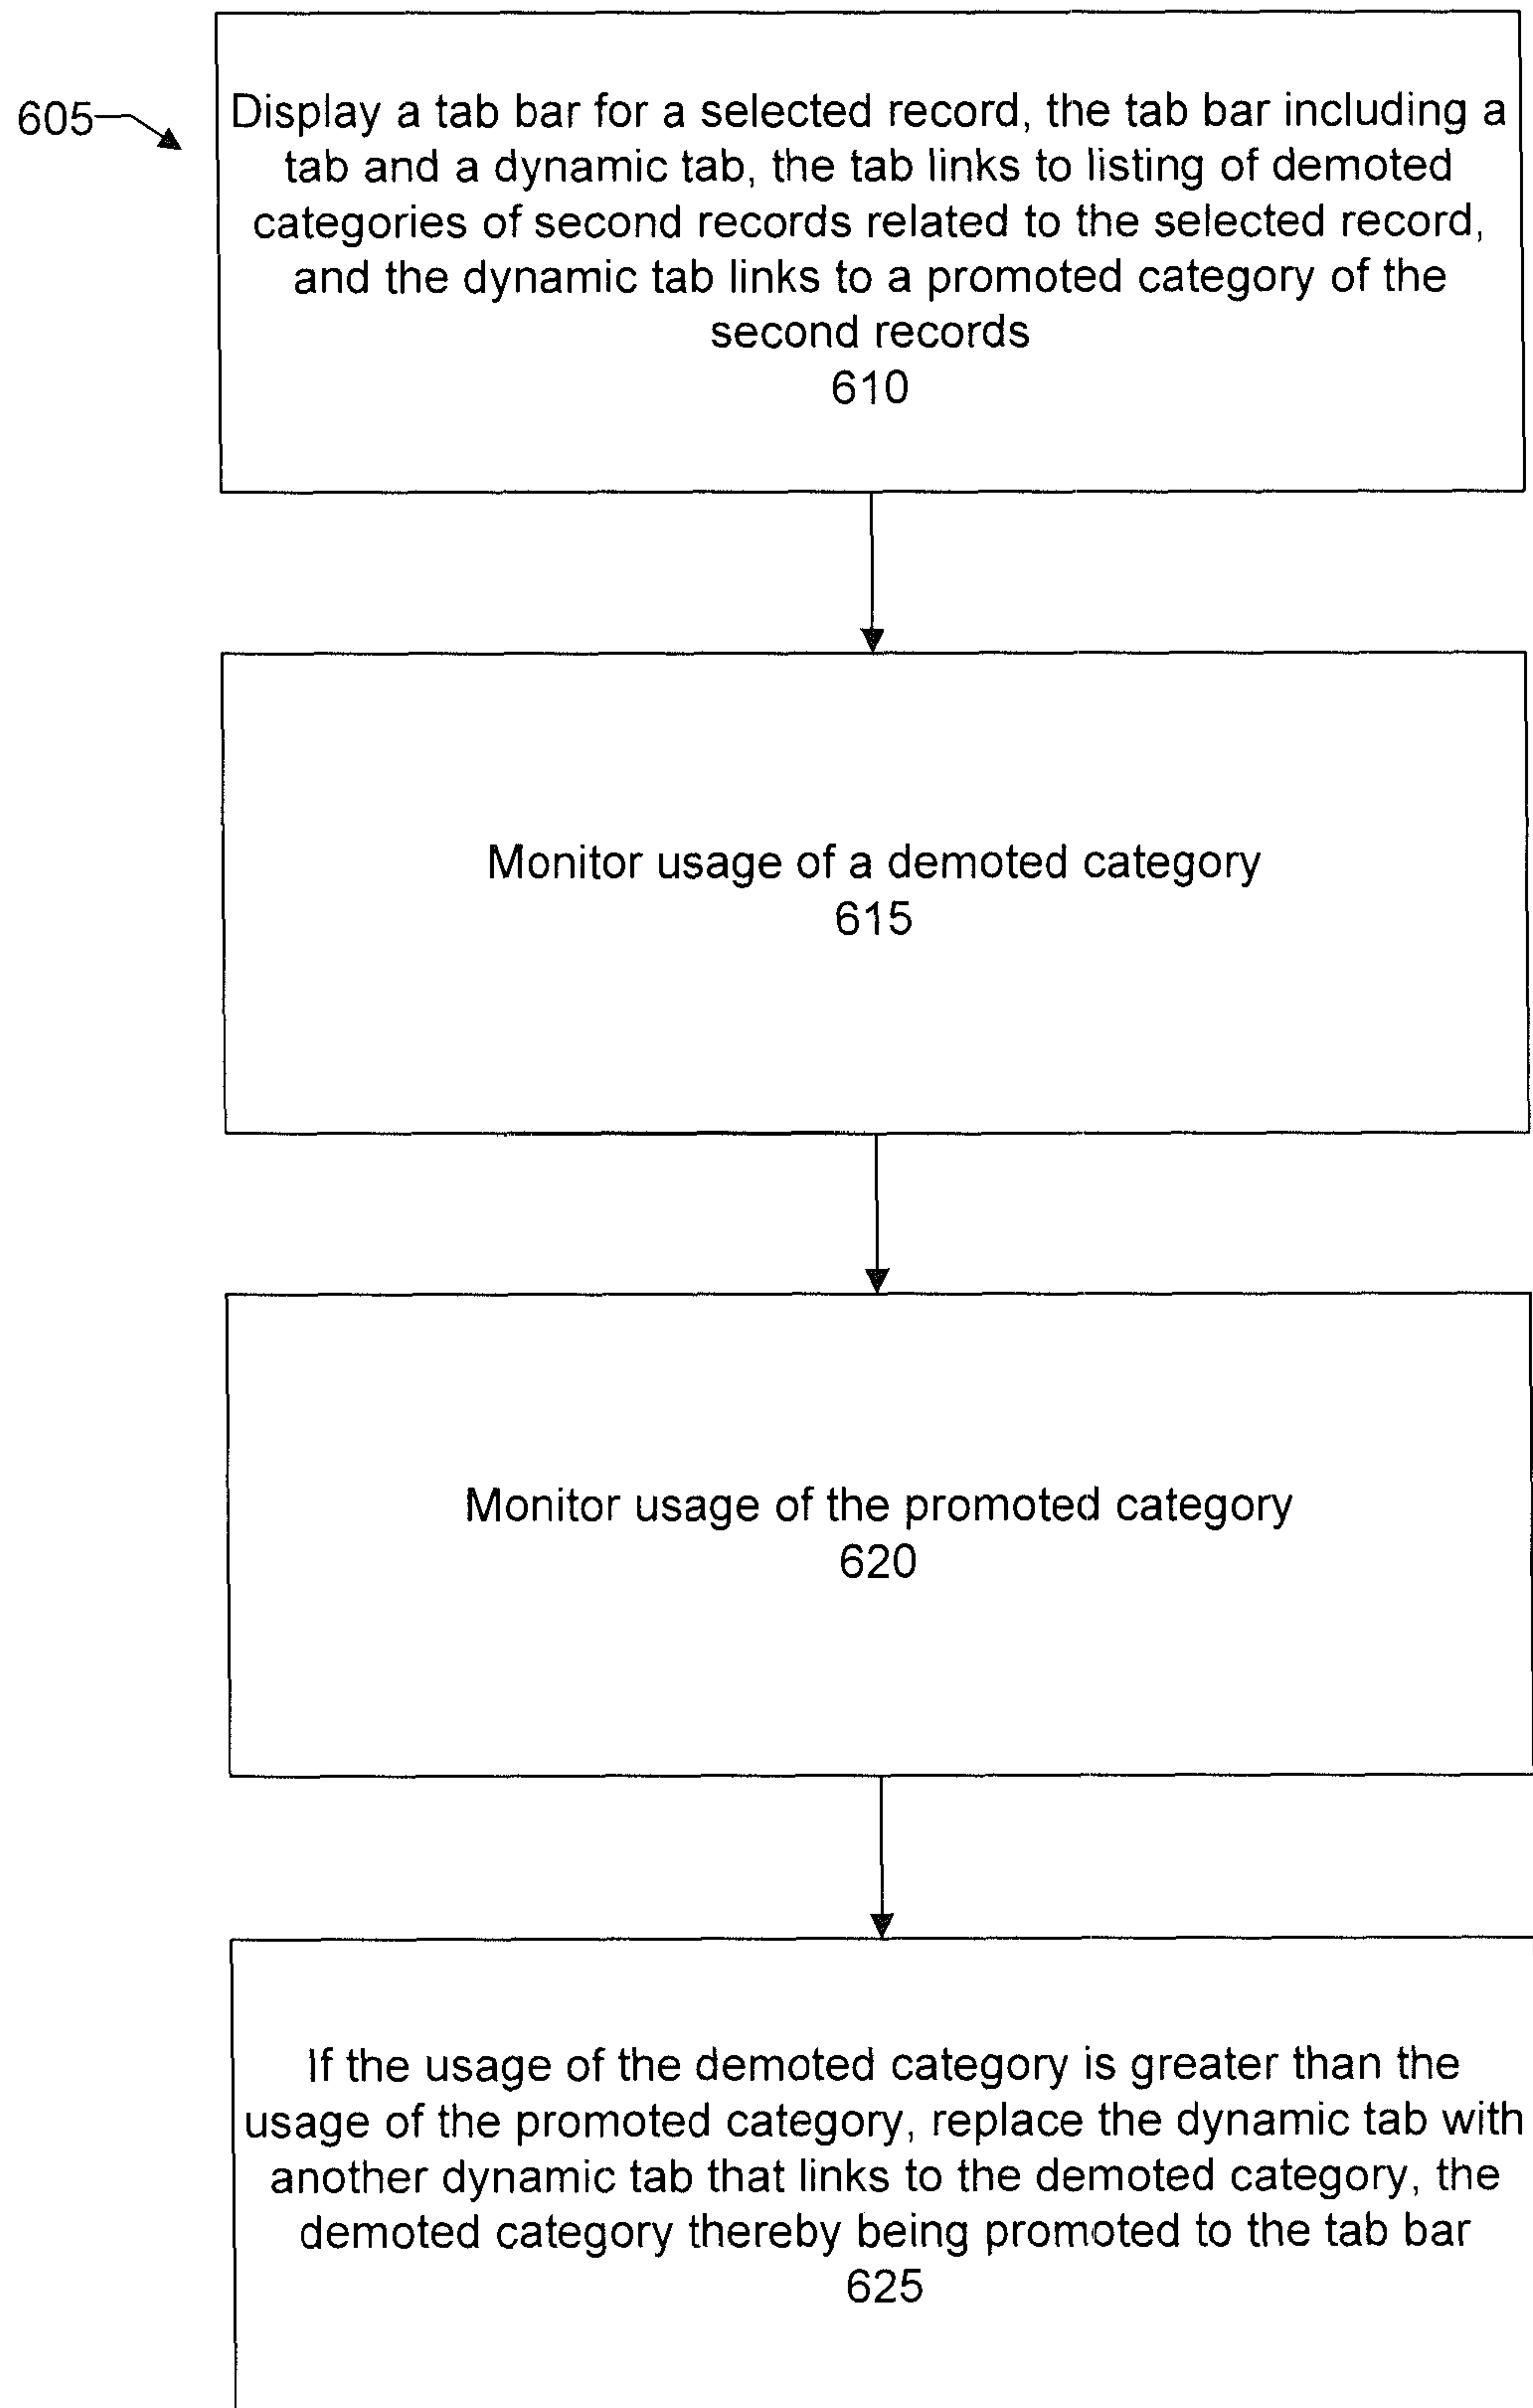 605
Display a tab bar for a selected record, the tab bar including a
tab and a dynamic tab, the tab links to listing of demoted
categories of second records related to the selected record,
and the dynamic tab links to a promoted category of the
second records
610
Monitor usage of a demoted category
615
Monitor usage of the promoted category
620
If the usage of the demoted category is greater than the
usage of the promoted category, replace the dynamic tab with
another dynamic tab that links to the demoted category, the
demoted category thereby being promoted to the tab bar
625